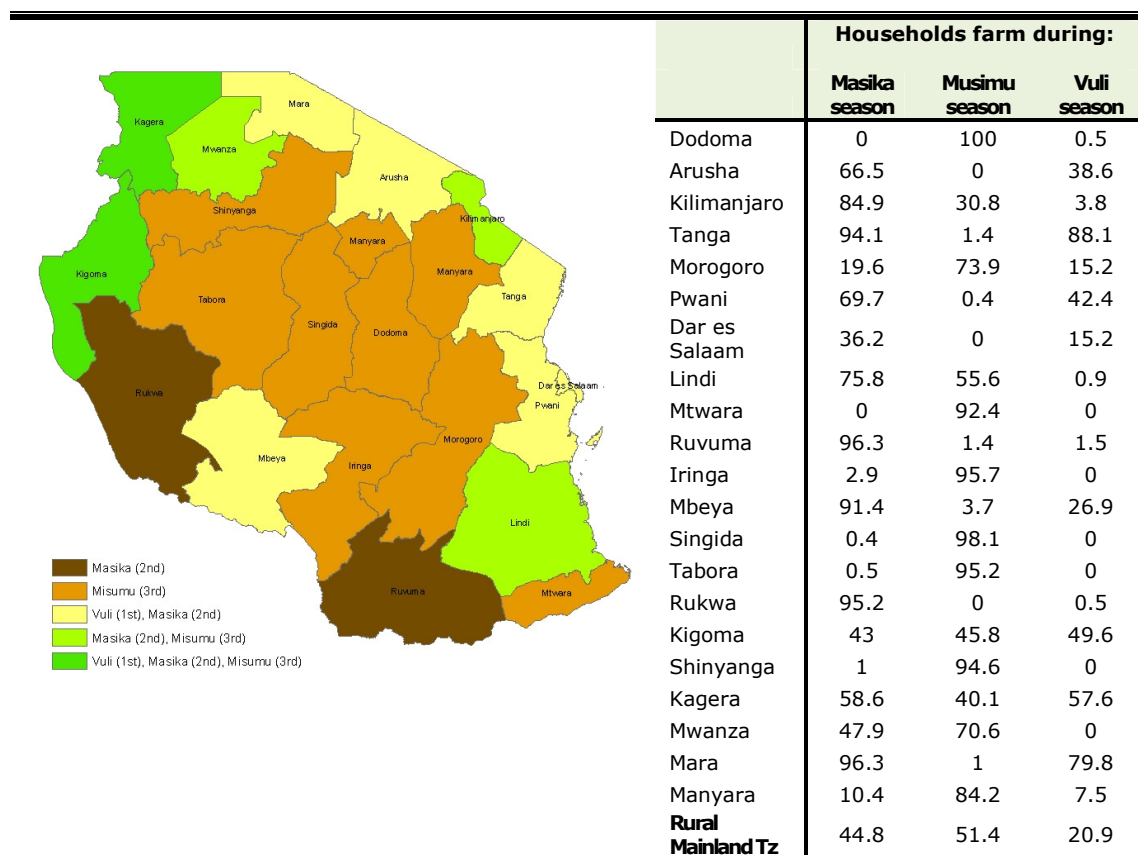 Kagera
Mara
Mwanza
Arusha
Shinyanga
Kilimanjaro
Manyara
Kigoma
Manyara
Tabora
Tanga
Singida
Dodoma
Rukwa
Dar es Salaam
Pwani
Mbeya
Morogoro
Iringa
Lindi
Ruvuma
Mtwara
Masika (2nd)
Misumu (3rd)
Vuli (1st), Masika (2nd)
Masika (2nd), Misumu (3rd)
Vuli (1st), Masika (2nd), Misumu (3rd)
Households farm during:
Masika Musimu Vuli
season season season
Dodoma 0 100 0.5
Arusha 66.5 0 38.6
Kilimanjaro 84.9 30.8 3.8
Tanga 94.1 1.4 88.1
Morogoro 19.6 73.9 15.2
Pwani 69.7 0.4 42.4
Dar es
Salaam 36.2 0 15.2
Lindi 75.8 55.6 0.9
Mtwara 0 92.4 0
Ruvuma 96.3 1.4 1.5
Iringa 2.9 95.7 0
Mbeya 91.4 3.7 26.9
Singida 0.4 98.1 0
Tabora 0.5 95.2 0
Rukwa 95.2 0 0.5
Kigoma 43 45.8 49.6
Shinyanga 1 94.6 0
Kagera 58.6 40.1 57.6
Mwanza 47.9 70.6 0
Mara 96.3 1 79.8
Manyara 10.4 84.2 7.5
Rural
Mainland Tz 44.8 51.4 20.9